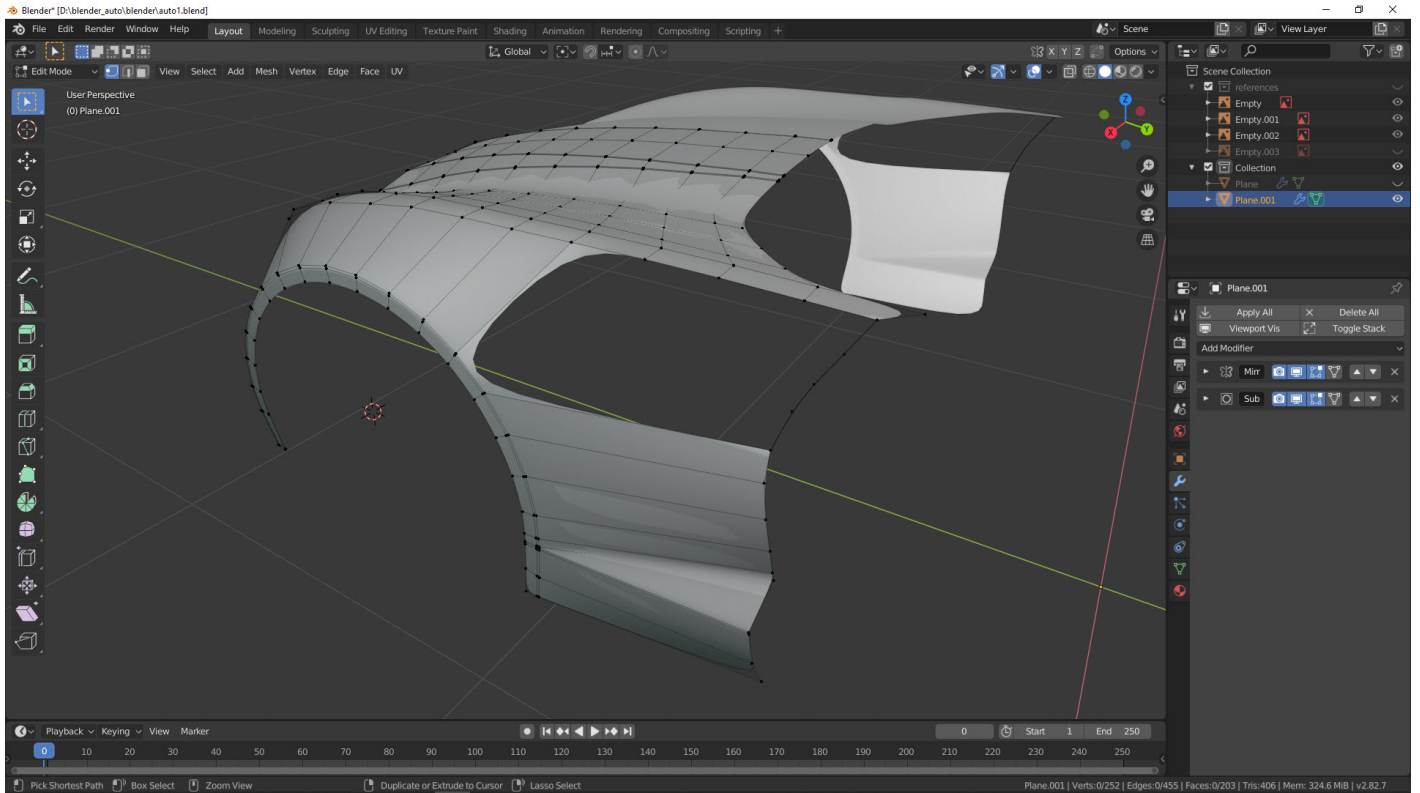 Blender* [D:\blender_auto\blender\auto1.blend]
File Edit Render Window Help Layout Modeling Sculpting UV Editing Texture Paint Shading Animation Rendering Compositing Scripting + Scene View Layer
Global X Y Z Options
Edit Mode View Select Add Mesh Vertex Edge Face UV
User Perspective
(0) Plane.001
Z
Y
X
Scene Collection
references
Empty
Empty.001
Empty.002
Empty.003
Collection
Plane
Plane.001
Plane.001
Apply All Delete All
Viewport Vis Toggle Stack
Add Modifier
Mirr
Sub
Playback Keying View Marker 0 Start 1 End 250
0 10 20 30 40 50 60 70 80 90 100 110 120 130 140 150 160 170 180 190 200 210 220 230 240 250
Pick Shortest Path Box Select Zoom View Duplicate or Extrude to Cursor Lasso Select Plane.001 | Verts:0/252 | Edges:0/455 | Faces:0/203 | Tris:406 | Mem: 324.6 MiB | v2.82.7